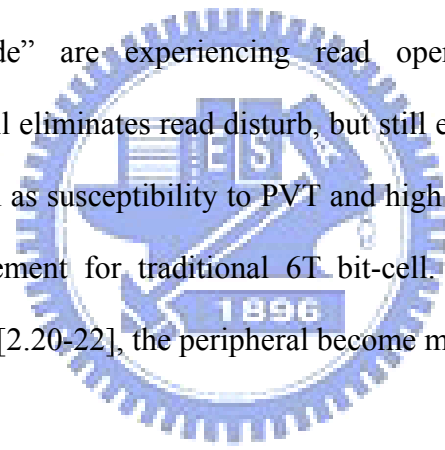 de” are experiencing read oper
l eliminates read disturb, but still e
as susceptibility to PVT and high
ement for traditional 6T bit-cell.
E S
1896
[2.20-22], the peripheral become m